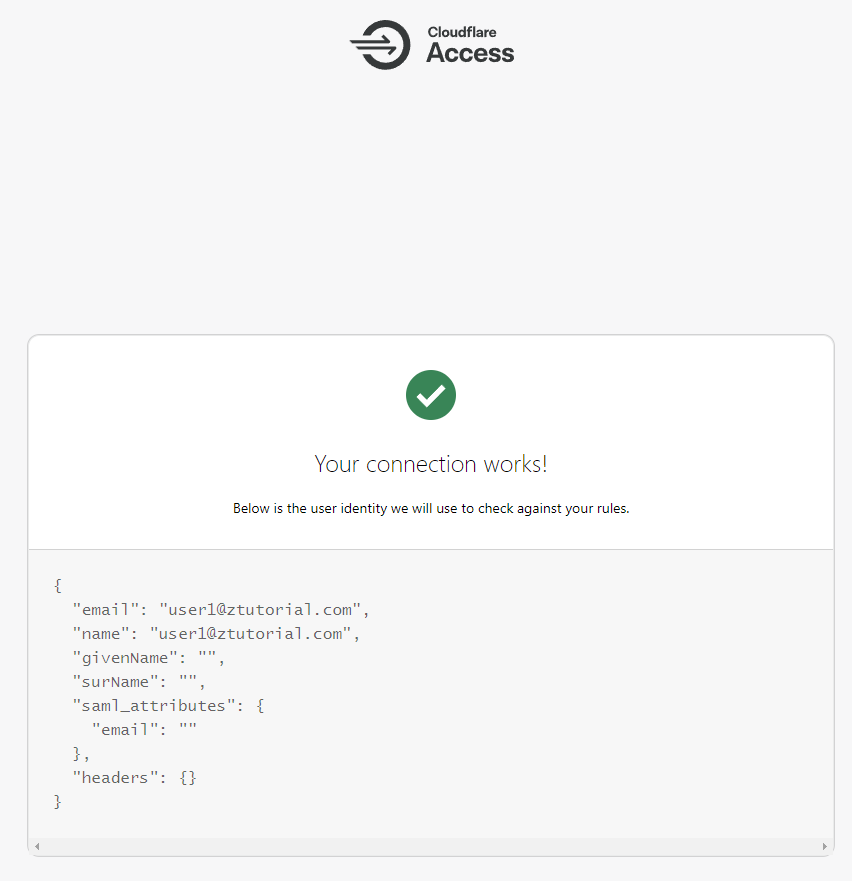 Cloudflare
Access
Your connection works!
Below is the user identity we will use to check against your rules.
{
  "email": "user1@ztutorial.com",
  "name": "user1@ztutorial.com",
  "givenName": "",
  "surName": "",
  "saml_attributes": {
    "email": ""
  },
  "headers": {}
}